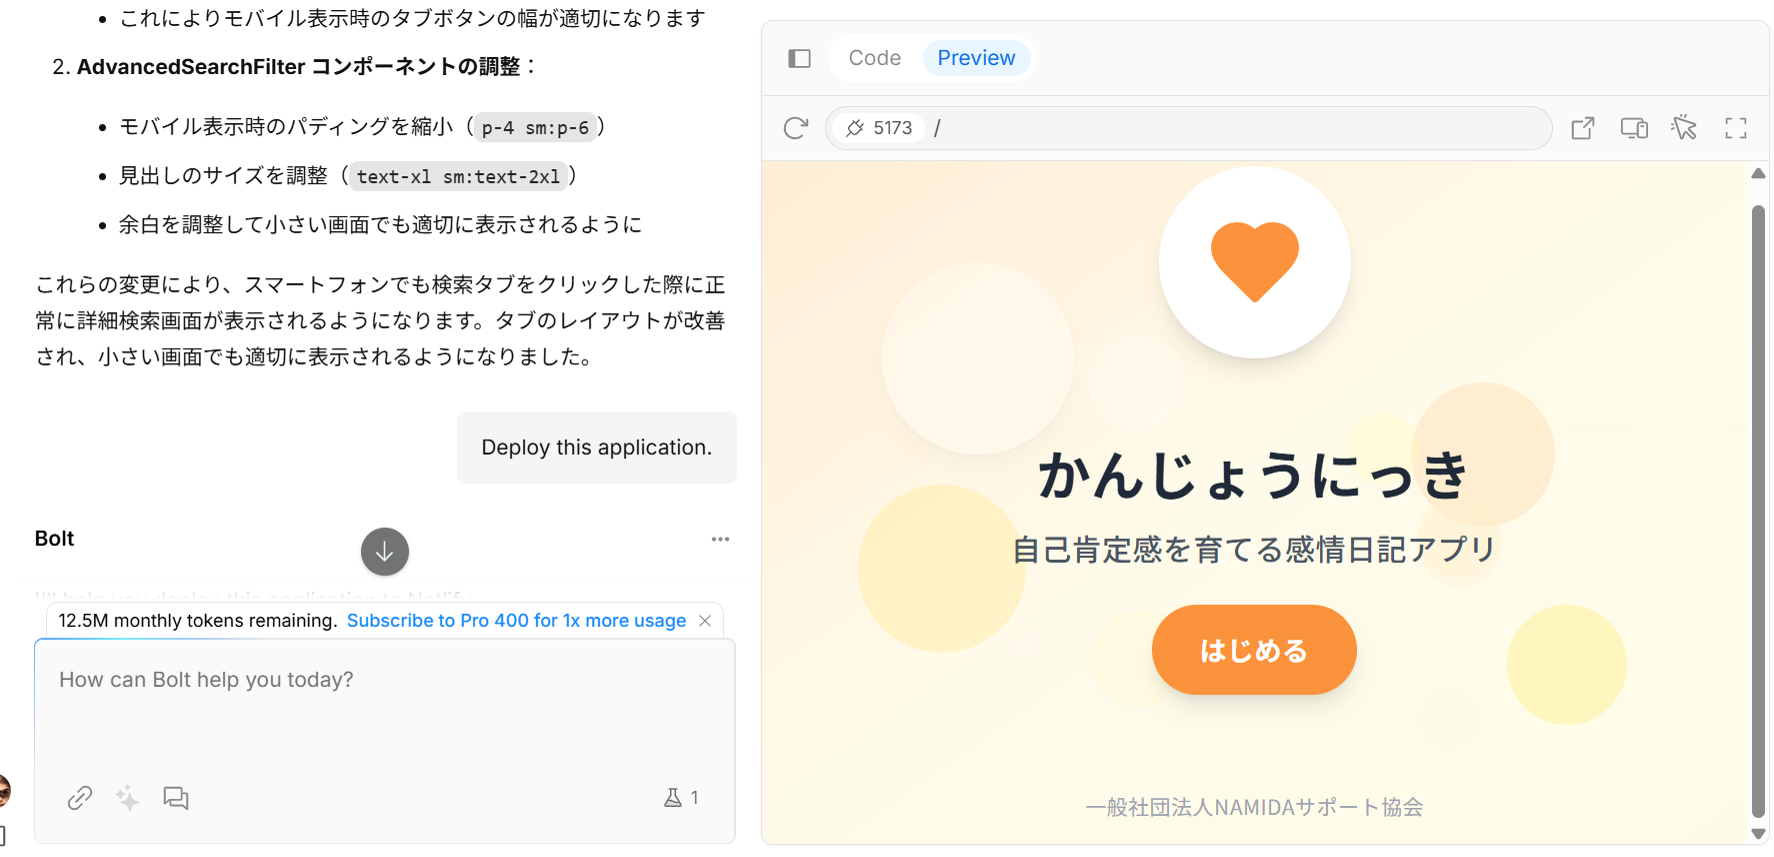 • これによりモバイル表示時のタブボタンの幅が適切になります
2. AdvancedSearchFilter コンポーネントの調整：
• モバイル表示時のパディングを縮小（p-4 sm:p-6）
• 見出しのサイズを調整（text-xl sm:text-2xl）
• 余白を調整して小さい画面でも適切に表示されるように
これらの変更により、スマートフォンでも検索タブをクリックした際に正
常に詳細検索画面が表示されるようになります。タブのレイアウトが改善
され、小さい画面でも適切に表示されるようになりました。
Deploy this application.
Bolt
I'll help you deploy this application to Netlify.
12.5M monthly tokens remaining. Subscribe to Pro 400 for 1x more usage
How can Bolt help you today?
1
Code
Preview
5173 /
かんじょうにっき
自己肯定感を育てる感情日記アプリ
はじめる
一般社団法人NAMIDAサポート協会